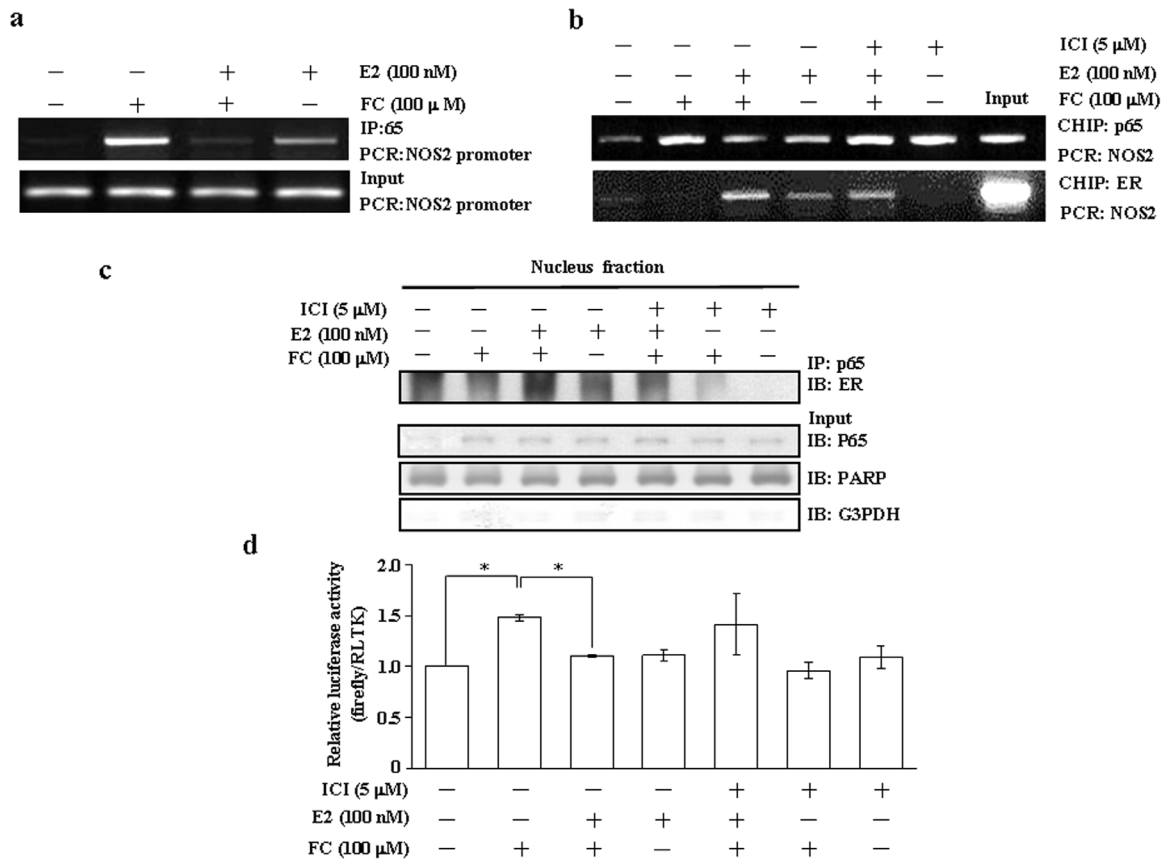 a
— — + + E2 (100 nM)
— + + — FC (100 μ M)
IP:65
PCR:NOS2 promoter
Input
PCR:NOS2 promoter
b
— — — — + + ICI (5 μM)
— — + + + — E2 (100 nM)
— + + — + — Input FC (100 μM)
CHIP: p65
PCR: NOS2
CHIP: ER
PCR: NOS2
c
Nucleus fraction
ICI (5 μM) — — — — + + +
E2 (100 nM) — — + + + — —
FC (100 μM) — + + — + + —
IP: p65
IB: ER
Input
IB: P65
IB: PARP
IB: G3PDH
d
Relative luciferase activity
(firefly/RLTK)
2.0
1.5
1.0
0.5
0
* *
ICI (5 μM) — — — — + + +
E2 (100 nM) — — + + + — —
FC (100 μM) — + + — + + —